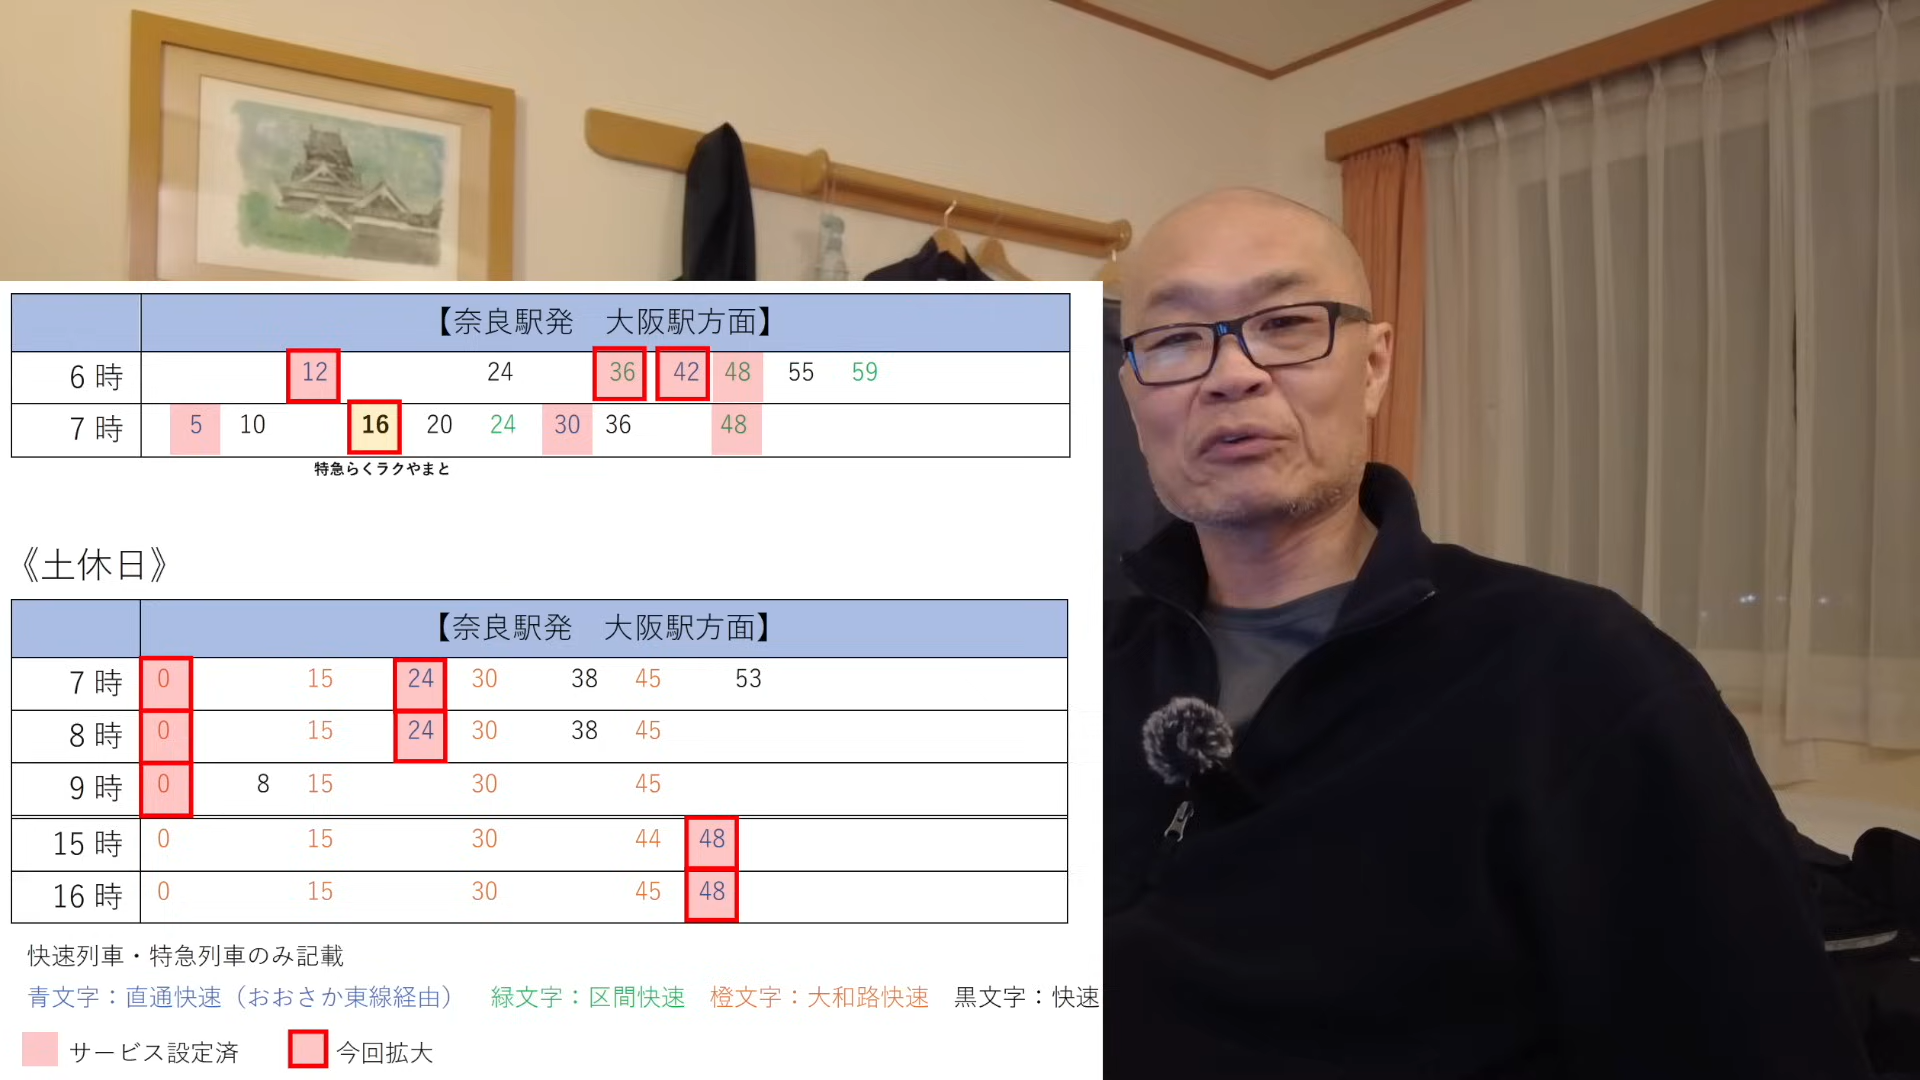 【奈良駅発 大阪駅方面】
6時 12 24 36 42 48 55 59
7時 5 10 16 20 24 30 36 48
特急らくラクやまと
《土休日》
【奈良駅発 大阪駅方面】
7時 0 15 24 30 38 45 53
8時 0 15 24 30 38 45
9時 0 8 15 30 45
15時 0 15 30 44 48
16時 0 15 30 45 48
快速列車・特急列車のみ記載
青文字：直通快速（おおさか東線経由） 緑文字：区間快速 橙文字：大和路快速 黒文字：快速
サービス設定済 今回拡大